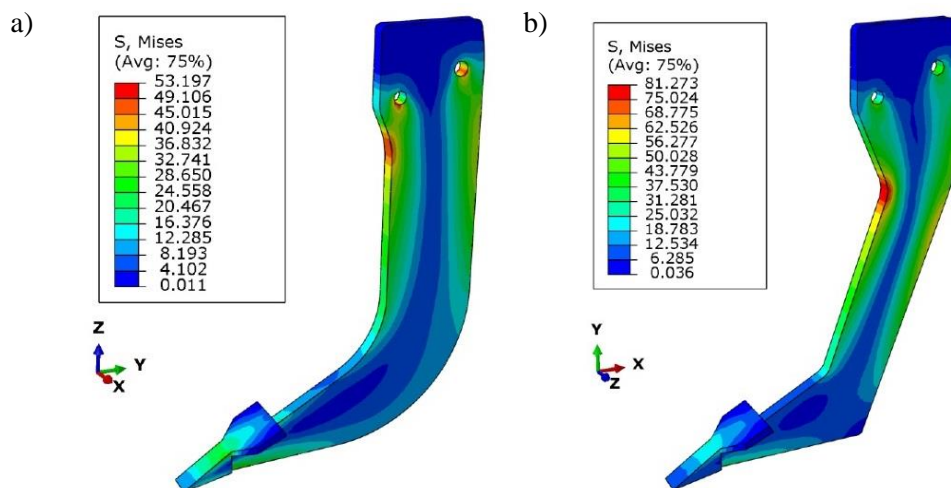 a)
S, Mises
(Avg: 75%)
53.197
49.106
45.015
40.924
36.832
32.741
28.650
24.558
20.467
16.376
12.285
8.193
4.102
0.011
Z
Y
X
b)
S, Mises
(Avg: 75%)
81.273
75.024
68.775
62.526
56.277
50.028
43.779
37.530
31.281
25.032
18.783
12.534
6.285
0.036
Y
X
Z